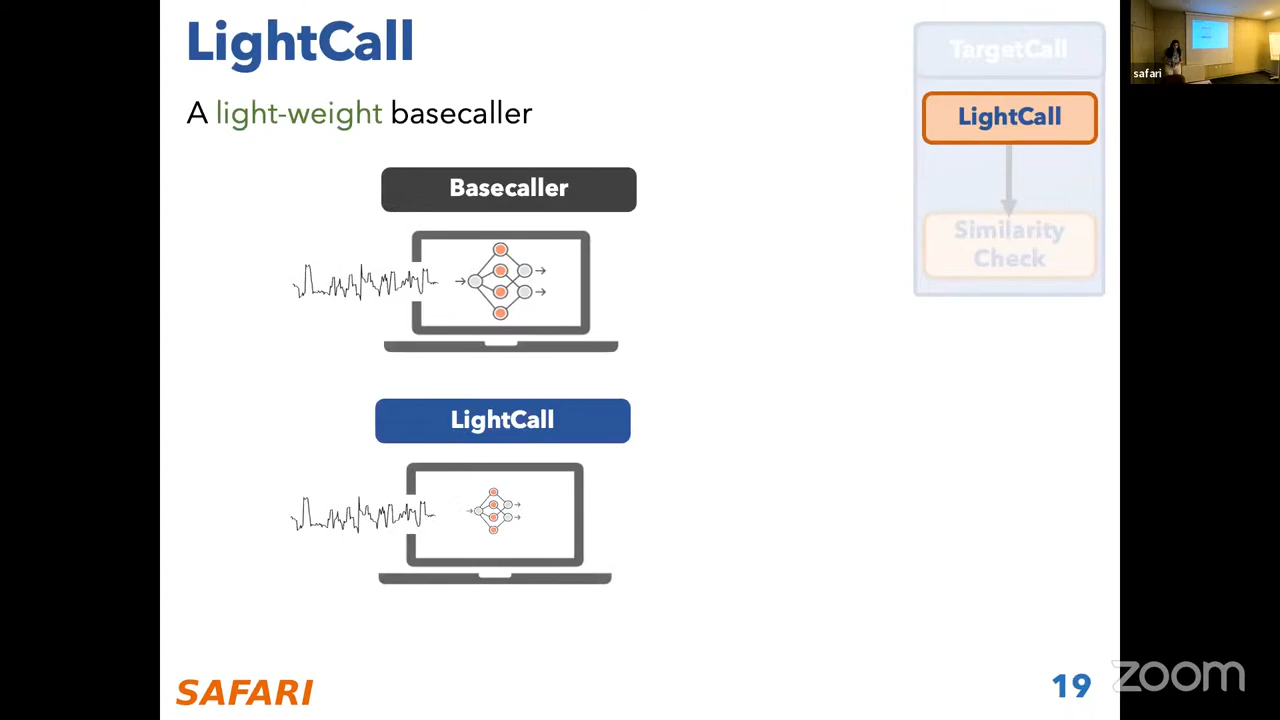 LightCall
A light-weight basecaller
Basecaller
LightCall
TargetCall
LightCall
Similarity
Check
safari
SAFARI
19
zoom